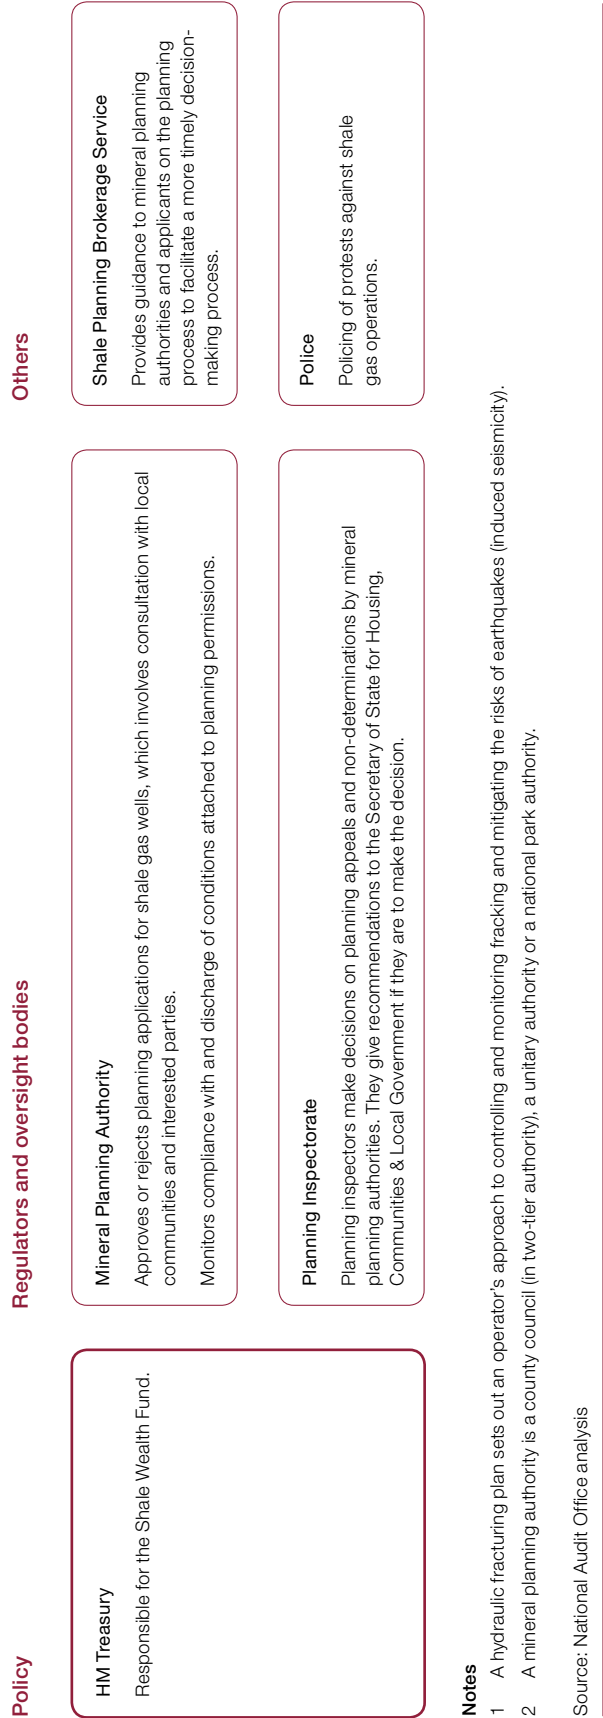 Policy
Regulators and oversight bodies
Others
HM Treasury
Responsible for the Shale Wealth Fund.
Mineral Planning Authority
Approves or rejects planning applications for shale gas wells, which involves consultation with local
communities and interested parties.
Monitors compliance with and discharge of conditions attached to planning permissions.
Shale Planning Brokerage Service
Provides guidance to mineral planning
authorities and applicants on the planning
process to facilitate a more timely decision-
making process.
Planning Inspectorate
Planning inspectors make decisions on planning appeals and non-determinations by mineral
planning authorities. They give recommendations to the Secretary of State for Housing,
Communities & Local Government if they are to make the decision.
Police
Policing of protests against shale
gas operations.
Notes
1 A hydraulic fracturing plan sets out an operator's approach to controlling and monitoring fracking and mitigating the risks of earthquakes (induced seismicity).
2 A mineral planning authority is a county council (in two-tier authority), a unitary authority or a national park authority.
Source: National Audit Office analysis